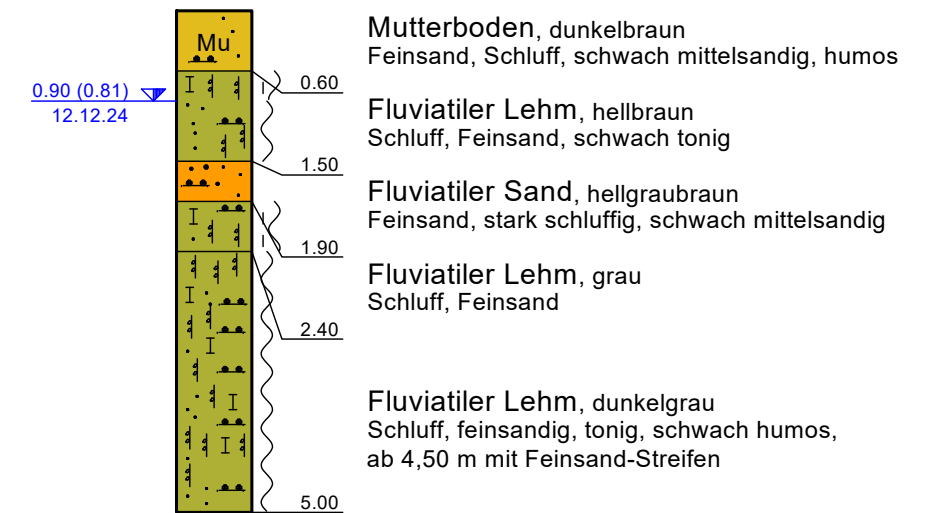 Mutterboden, dunkelbraun
Feinsand, Schluff, schwach mittelsandig, humos
Mu
0.60
0.90 (0.81)
12.12.24
Fluviatiler Lehm, hellbraun
Schluff, Feinsand, schwach tonig
1.50
Fluviatiler Sand, hellgraubraun
Feinsand, stark schluffig, schwach mittelsandig
1.90
Fluviatiler Lehm, grau
Schluff, Feinsand
2.40
Fluviatiler Lehm, dunkelgrau
Schluff, feinsandig, tonig, schwach humos,
ab 4,50 m mit Feinsand-Streifen
5.00